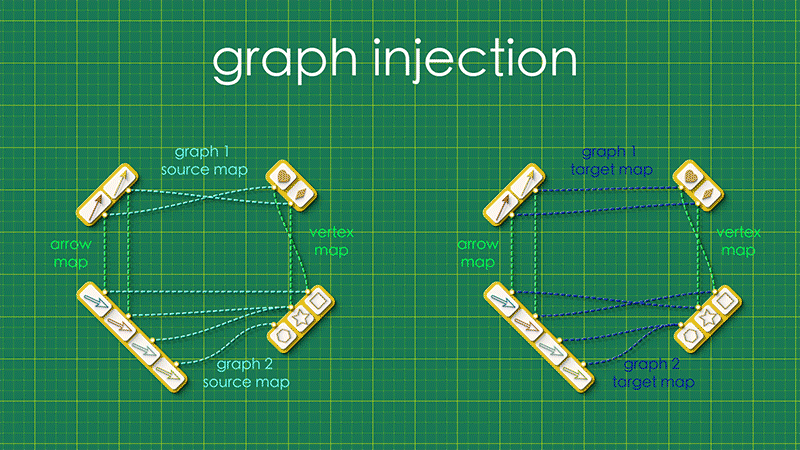 graph injection
graph 1
source map
graph 1
target map
arrow
map
vertex
map
arrow
map
vertex
map
graph 2
source map
graph 2
target map